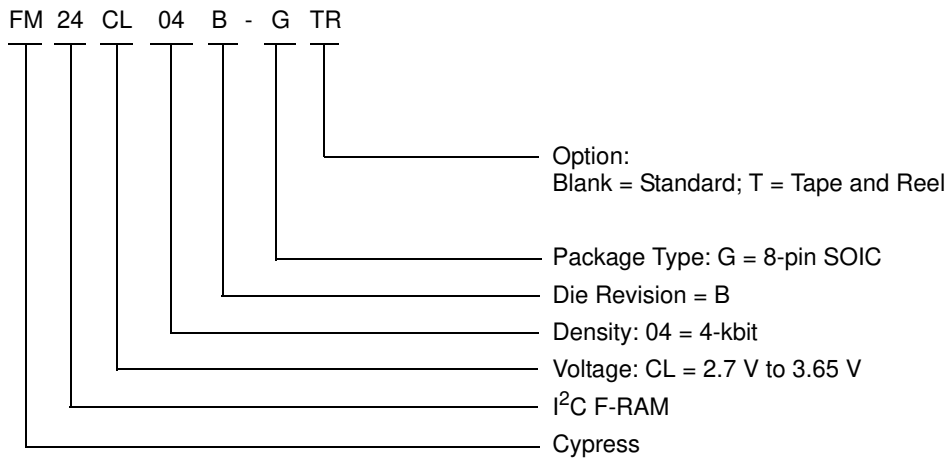 FM 24 CL 04 B - G TR
Option:
Blank = Standard; T = Tape and Reel
Package Type: G = 8-pin SOIC
Die Revision = B
Density: 04 = 4-kbit
Voltage: CL = 2.7 V to 3.65 V
I²C F-RAM
Cypress